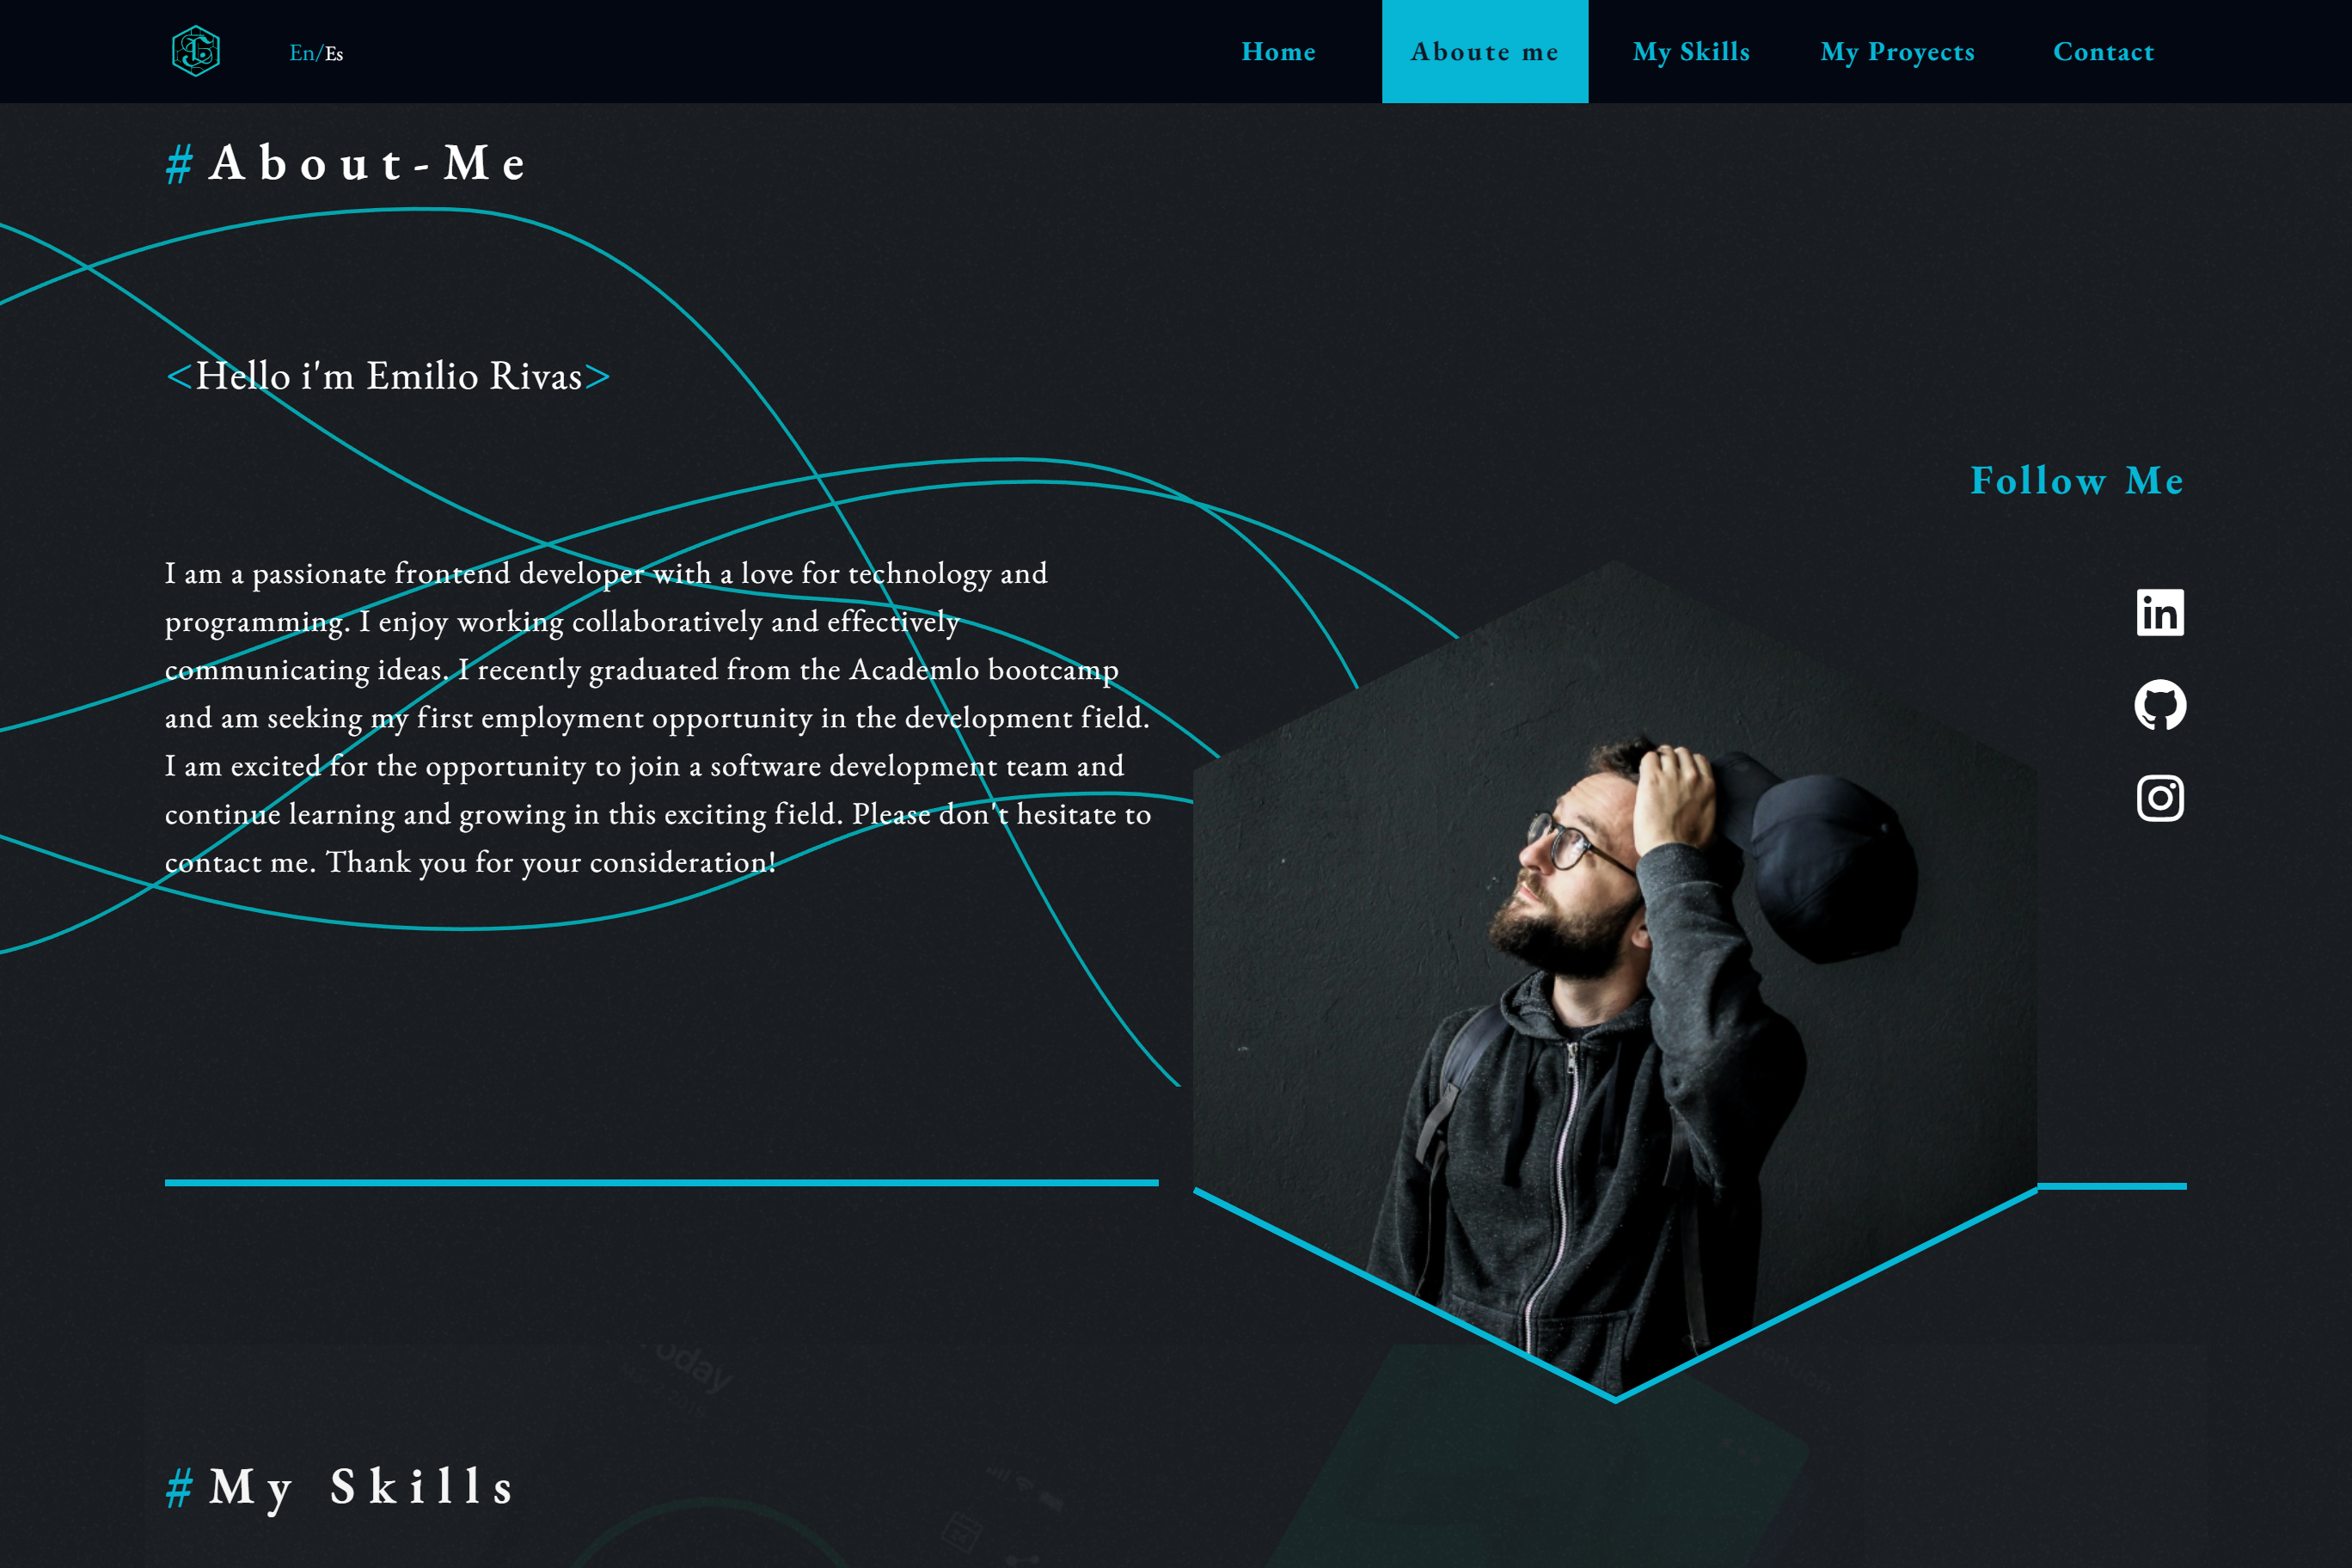 En/Es
Home
Aboute me
My Skills
My Proyects
Contact
# About-Me
<Hello i'm Emilio Rivas>
Follow Me
I am a passionate frontend developer with a love for technology and
programming. I enjoy working collaboratively and effectively
communicating ideas. I recently graduated from the Academlo bootcamp
and am seeking my first employment opportunity in the development field.
I am excited for the opportunity to join a software development team and
continue learning and growing in this exciting field. Please don't hesitate to
contact me. Thank you for your consideration!
in
# My Skills